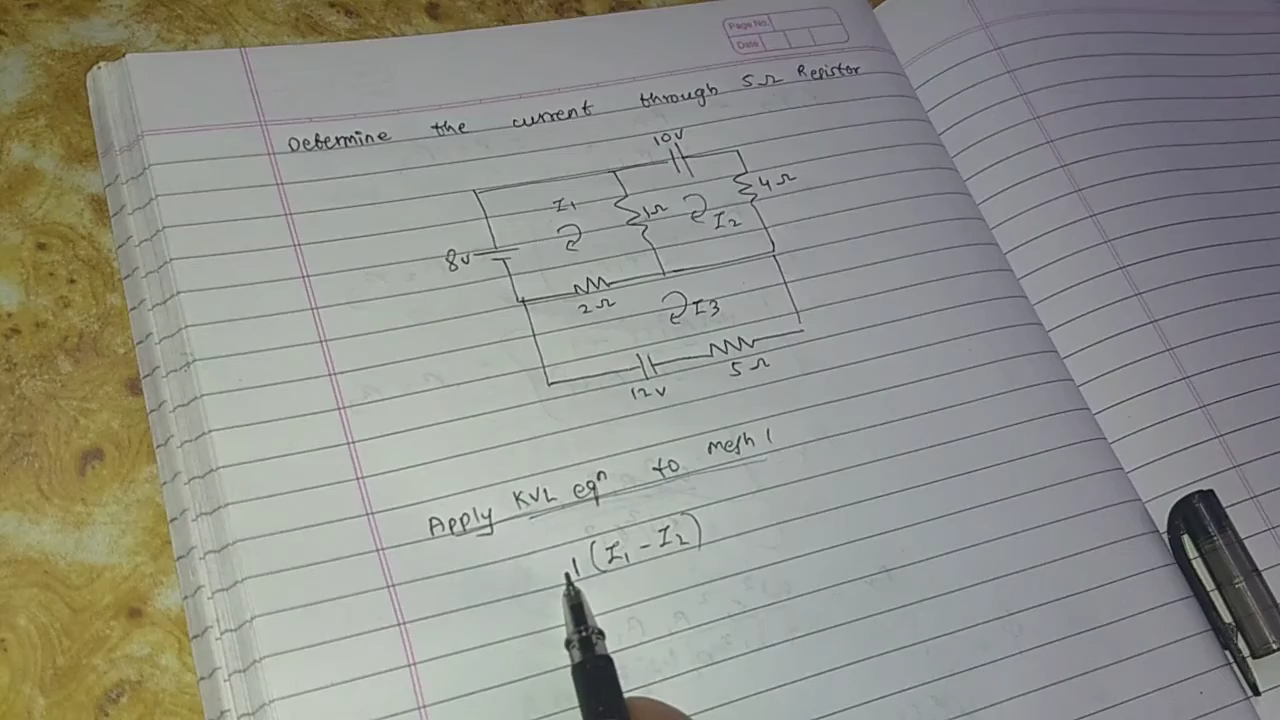 Page No.
Date
Determine the current through 5Ω Resistor
10V
4Ω
I1
1Ω
I2
8V
2Ω
I3
5Ω
12V
Apply KVL eqⁿ to mesh 1
1(I₁-I₂)